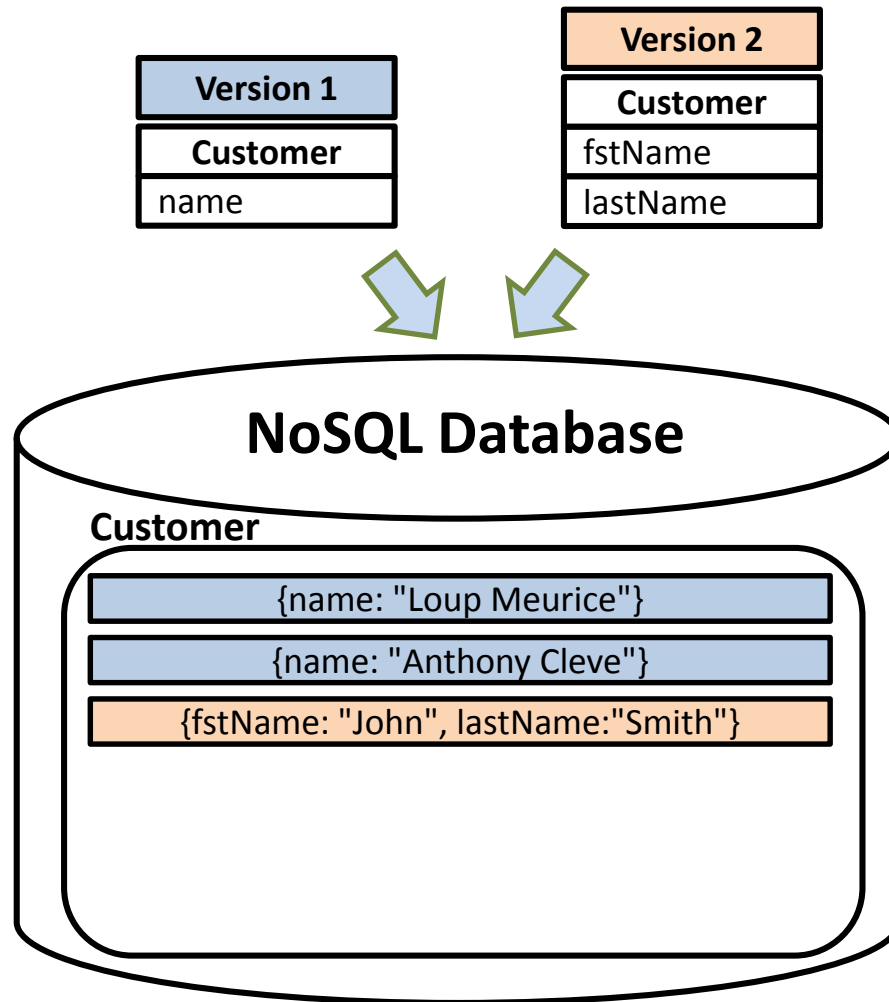 Version 1
Customer
name
Version 2
Customer
fstName
lastName
NoSQL Database
Customer
{name: "Loup Meurice"}
{name: "Anthony Cleve"}
{fstName: "John", lastName:"Smith"}